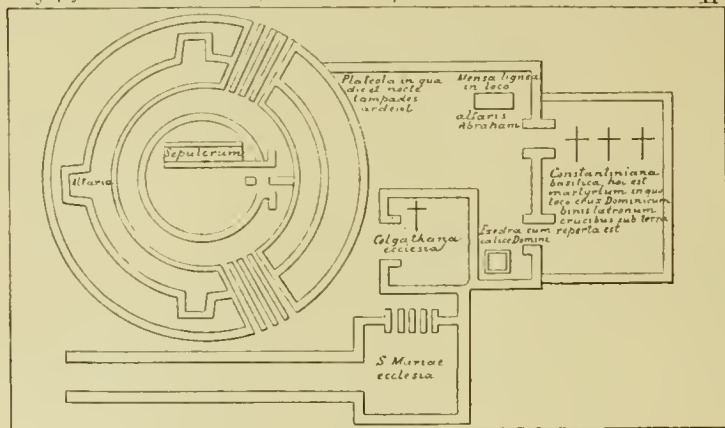 Plateola in qua
die et nocte
lampades
ardent
Mensa lignea
in loco
altaris
Abraham
Sepulcrum
Altaria
Constantiniana
basilica, hoc est
martyrium in quo
loco crux Dominicum
binis latronum
crucibus sub terra
reperta est
Golgathana
ecclesia
Exedra cum
calice Domini
S Mariae
ecclesia